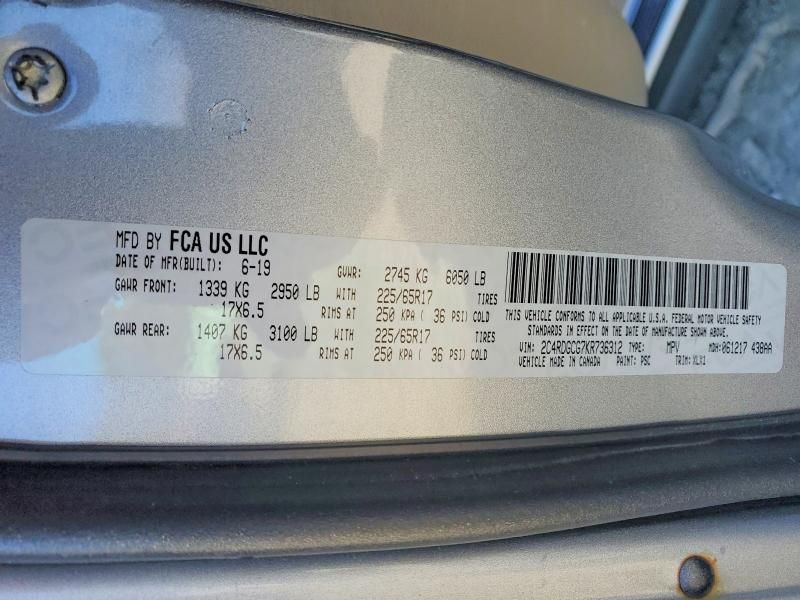 MFD BY FCA US LLC
DATE OF MFR(BUILT): 6-19 GVWR: 2745 KG 6050 LB
GAWR FRONT: 1339 KG 2950 LB WITH 225/65R17 TIRES
17X6.5 RIMS AT 250 KPA ( 36 PSI) COLD
GAWR REAR: 1407 KG 3100 LB WITH 225/65R17 TIRES
17X6.5 RIMS AT 250 KPA ( 36 PSI) COLD
THIS VEHICLE CONFORMS TO ALL APPLICABLE U.S.A. FEDERAL MOTOR VEHICLE SAFETY
STANDARDS IN EFFECT ON THE DATE OF MANUFACTURE SHOWN ABOVE.
VIN: 2C4RDGCG7KR736312 TYPE: MPV MDH: 061217 438AA
VEHICLE MADE IN CANADA PAINT: PSC TRIM: